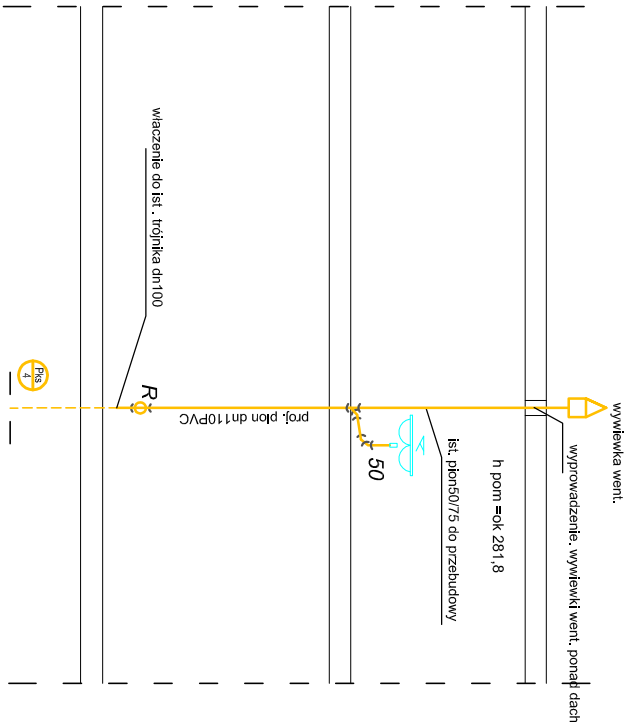 wywiewka went.
wyprowadzenie. wywiewki went. ponad dach
h pom =ok 281,8
ist. pion50/75 do przebudowy
50
proj. pion dn110PVC
R
właczenie do ist . trójnika dn100
Pks
4